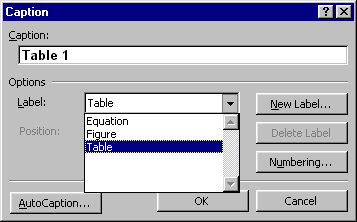 Caption
Caption:
Table 1
Options
Label: Table New Label...
Equation
Position: Figure Delete Label
Table
Numbering...
AutoCaption... OK Cancel